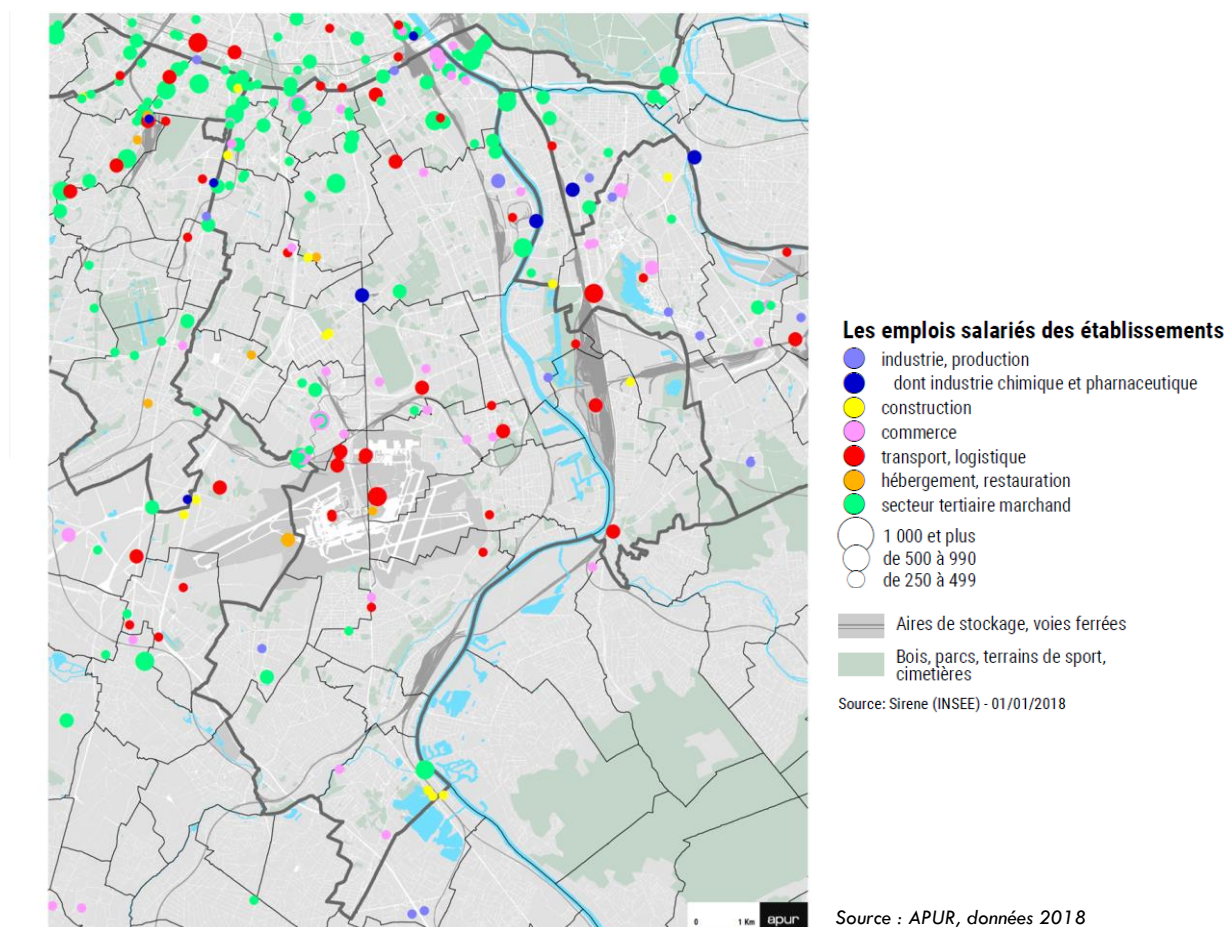 Les emplois salariés des établissements
industrie, production
dont industrie chimique et pharmaceutique
construction
commerce
transport, logistique
hébergement, restauration
secteur tertiaire marchand
1 000 et plus
de 500 à 990
de 250 à 499
Aires de stockage, voies ferrées
Bois, parcs, terrains de sport,
cimetières
Source: Sirene (INSEE) - 01/01/2018
0 1 Km apur
Source : APUR, données 2018